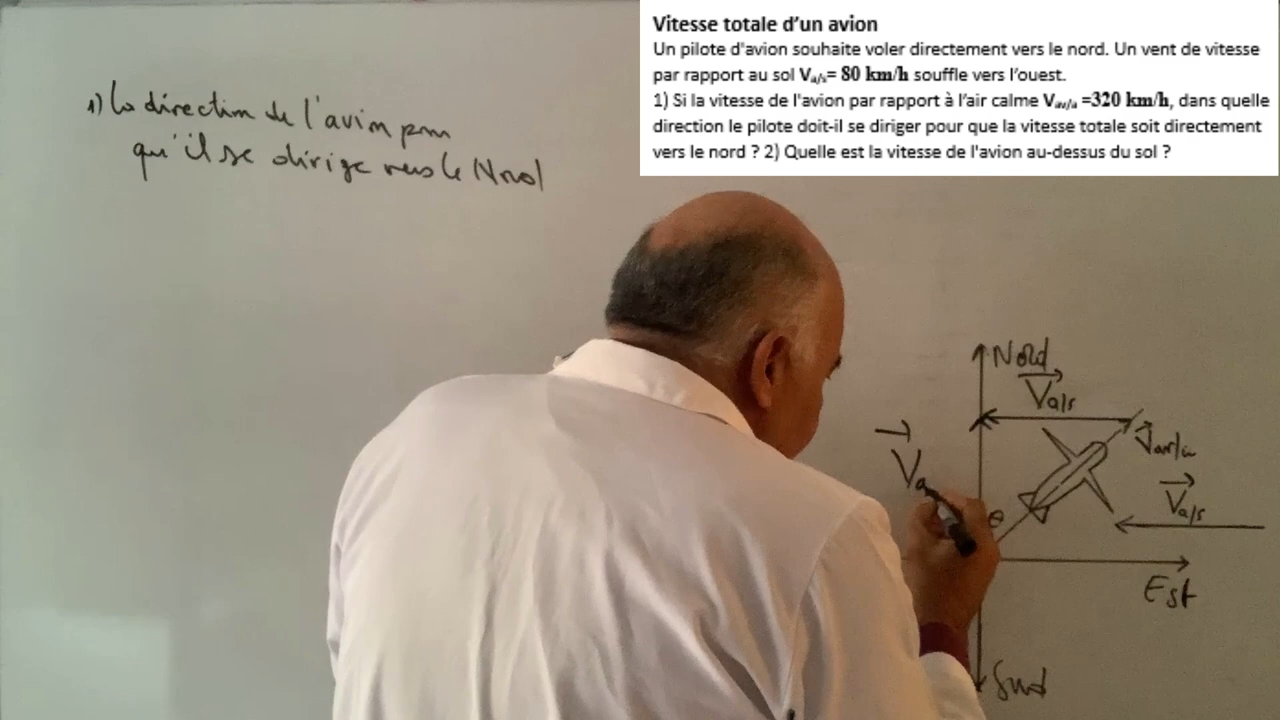 Vitesse totale d'un avion
Un pilote d'avion souhaite voler directement vers le nord. Un vent de vitesse
par rapport au sol Va/s= 80 km/h souffle vers l'ouest.
1) Si la vitesse de l'avion par rapport à l'air calme Vav/a =320 km/h, dans quelle
direction le pilote doit-il se diriger pour que la vitesse totale soit directement
vers le nord ? 2) Quelle est la vitesse de l'avion au-dessus du sol ?
1) La direction de l'avion pour
qu'il se dirige vers le Nord
Nord
Va/s
Vav/a
Va
Va/s
θ
Est
Sud